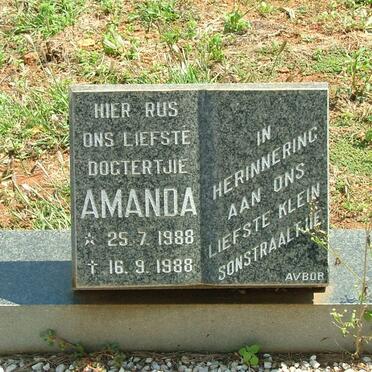 HIER RUS
ONS LIEFSTE
DOGTERTJIE
AMANDA
☆ 25.7.1988
† 16.9.1988
IN
HERINNERING
AAN ONS
LIEFSTE KLEIN
SONSTRAALTJIE
AVBOB